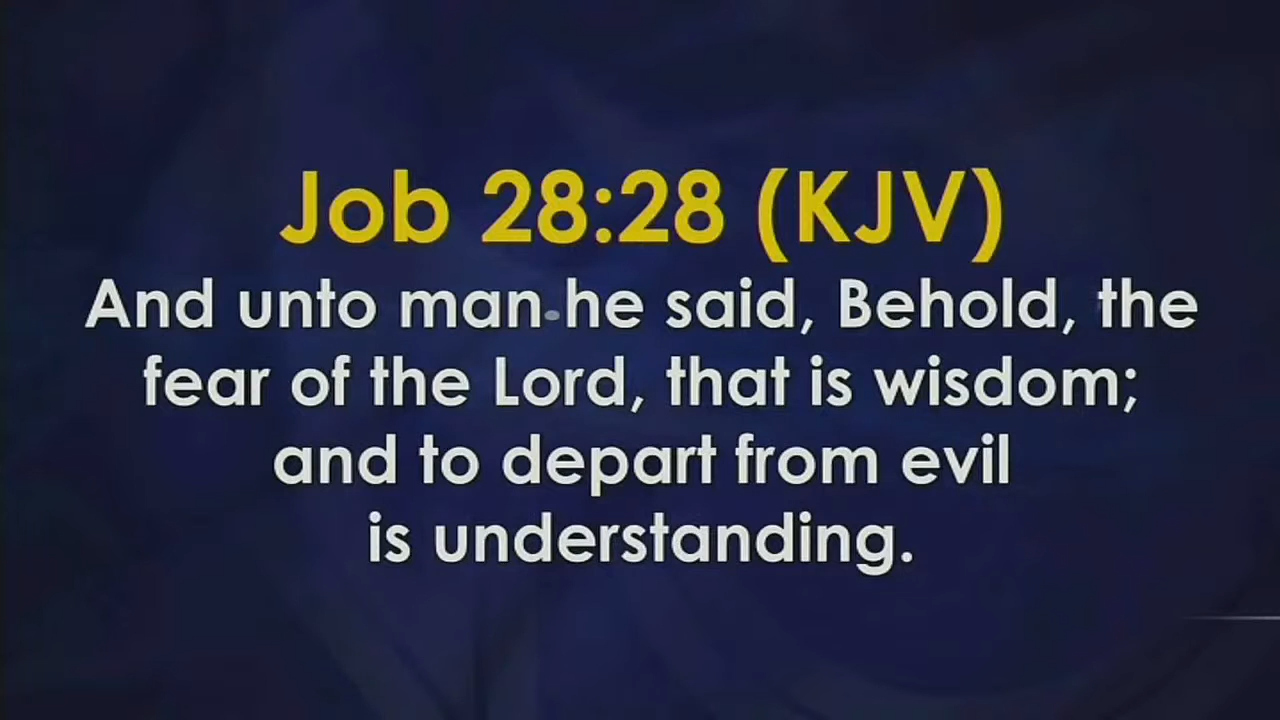 Job 28:28 (KJV)
And unto man he said, Behold, the
fear of the Lord, that is wisdom;
and to depart from evil
is understanding.